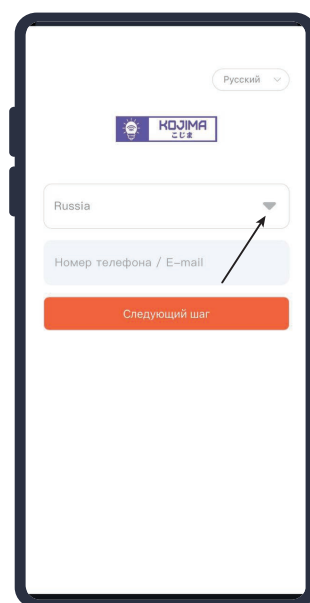 Русский
KOJIMA
こじま
Russia
Номер телефона / E-mail
Следующий шаг